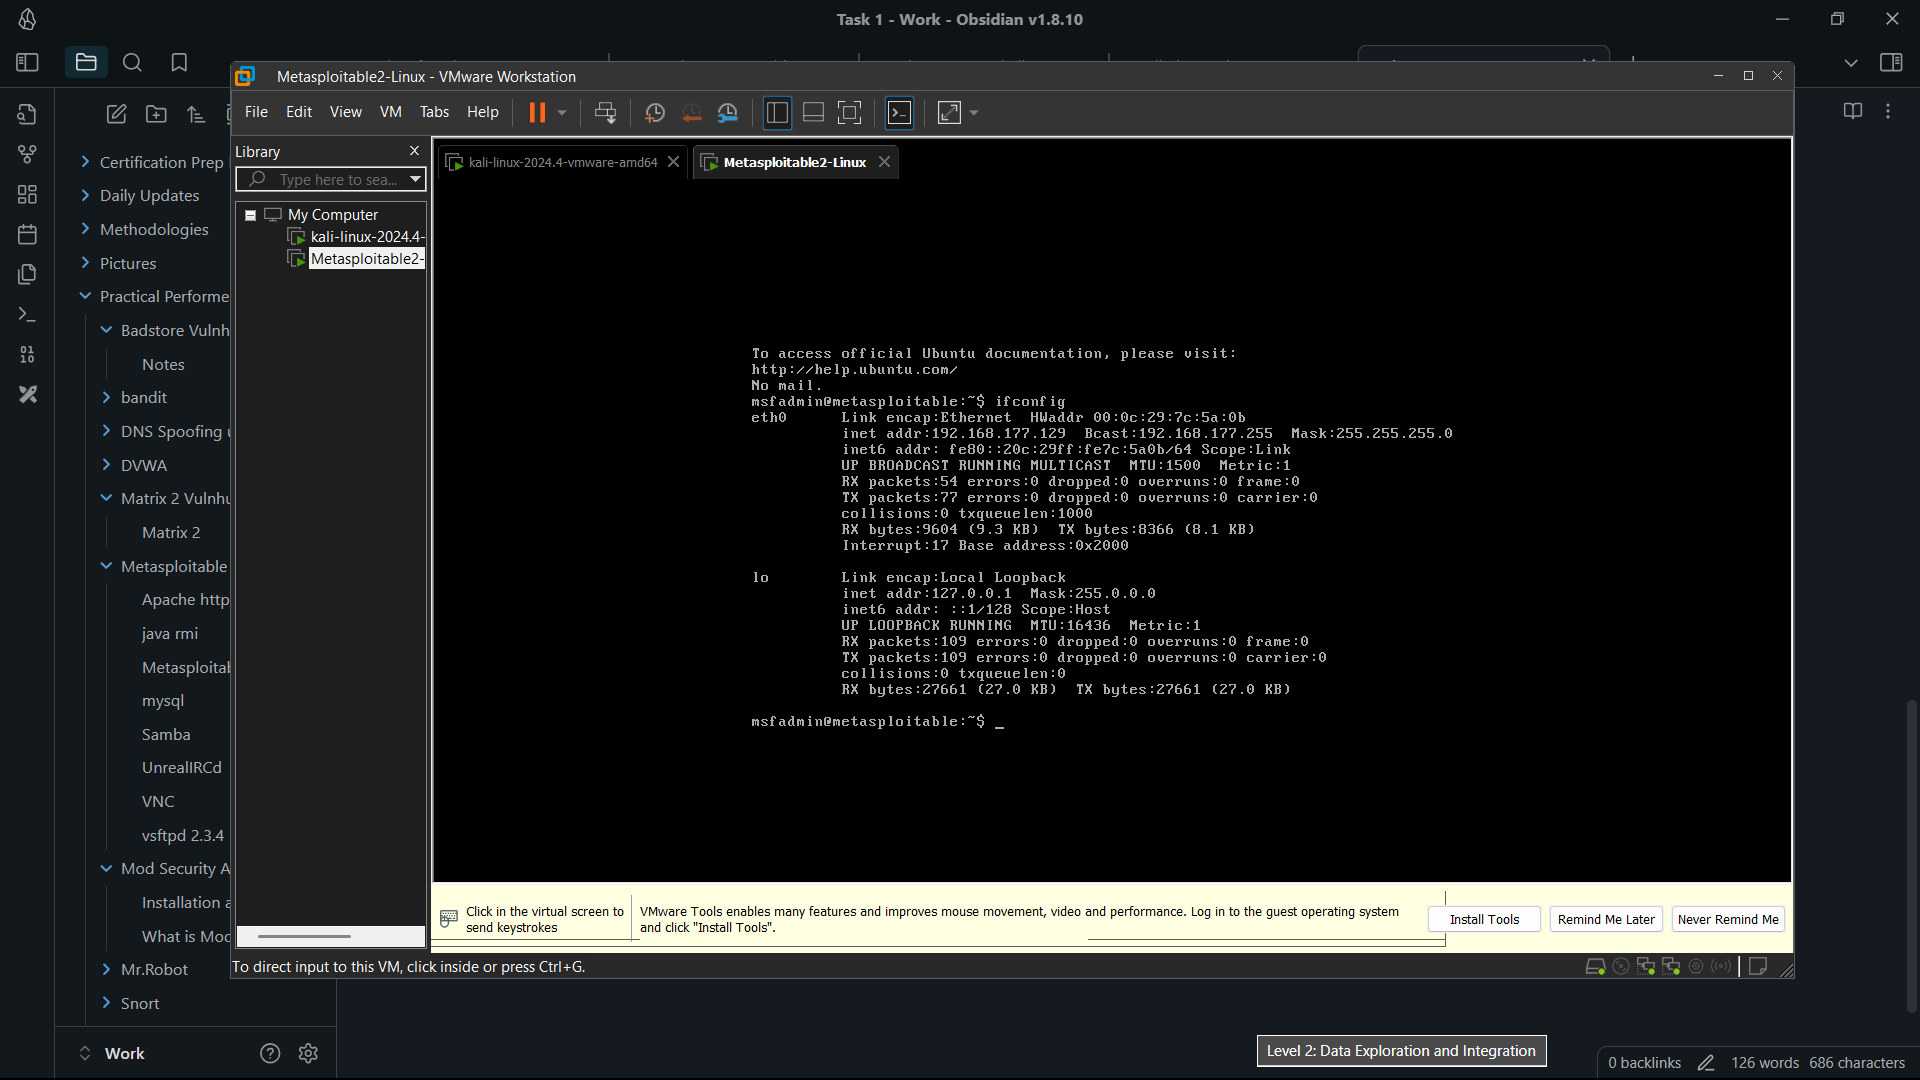 Task 1 - Work - Obsidian v1.8.10
Metasploitable2-Linux - VMware Workstation
File Edit View VM Tabs Help
Library
Type here to sea...
My Computer
kali-linux-2024.4-
Metasploitable2-
kali-linux-2024.4-vmware-amd64
Metasploitable2-Linux
Certification Prep
Daily Updates
Methodologies
Pictures
Practical Performe
Badstore Vulnh
Notes
bandit
DNS Spoofing
DVWA
Matrix 2 Vulnhu
Matrix 2
Metasploitable
Apache http
java rmi
Metasploitab
mysql
Samba
UnrealIRCd
VNC
vsftpd 2.3.4
Mod Security A
Installation a
What is Mod
Mr.Robot
Snort
Work
To access official Ubuntu documentation, please visit:
http://help.ubuntu.com/
No mail.
msfadmin@metasploitable:~$ ifconfig
eth0 Link encap:Ethernet HWaddr 00:0c:29:7c:5a:0b
inet addr:192.168.177.129 Bcast:192.168.177.255 Mask:255.255.255.0
inet6 addr: fe80::20c:29ff:fe7c:5a0b/64 Scope:Link
UP BROADCAST RUNNING MULTICAST MTU:1500 Metric:1
RX packets:54 errors:0 dropped:0 overruns:0 frame:0
TX packets:77 errors:0 dropped:0 overruns:0 carrier:0
collisions:0 txqueuelen:1000
RX bytes:9604 (9.3 KB) TX bytes:8366 (8.1 KB)
Interrupt:17 Base address:0x2000
lo Link encap:Local Loopback
inet addr:127.0.0.1 Mask:255.0.0.0
inet6 addr: ::1/128 Scope:Host
UP LOOPBACK RUNNING MTU:16436 Metric:1
RX packets:109 errors:0 dropped:0 overruns:0 frame:0
TX packets:109 errors:0 dropped:0 overruns:0 carrier:0
collisions:0 txqueuelen:0
RX bytes:27661 (27.0 KB) TX bytes:27661 (27.0 KB)
msfadmin@metasploitable:~$ _
Click in the virtual screen to
send keystrokes
VMware Tools enables many features and improves mouse movement, video and performance. Log in to the guest operating system
and click "Install Tools".
Install Tools
Remind Me Later
Never Remind Me
To direct input to this VM, click inside or press Ctrl+G.
Level 2: Data Exploration and Integration
0 backlinks
126 words 686 characters